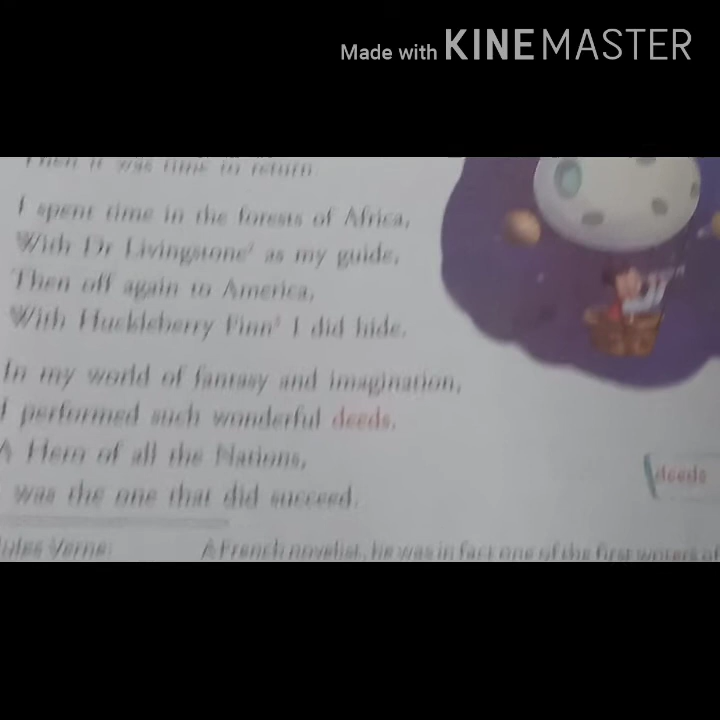 Made with KINEMASTER
Then it was time to return.
I spent time in the forests of Africa,
With Dr Livingstone² as my guide.
Then off again to America,
With Huckleberry Finn³ I did hide.
In my world of fantasy and imagination,
I performed such wonderful deeds.
A Hero of all the Nations,
was the one that did succeed.
deeds
Jules Verne: A French novelist, he was in fact one of the first writers of